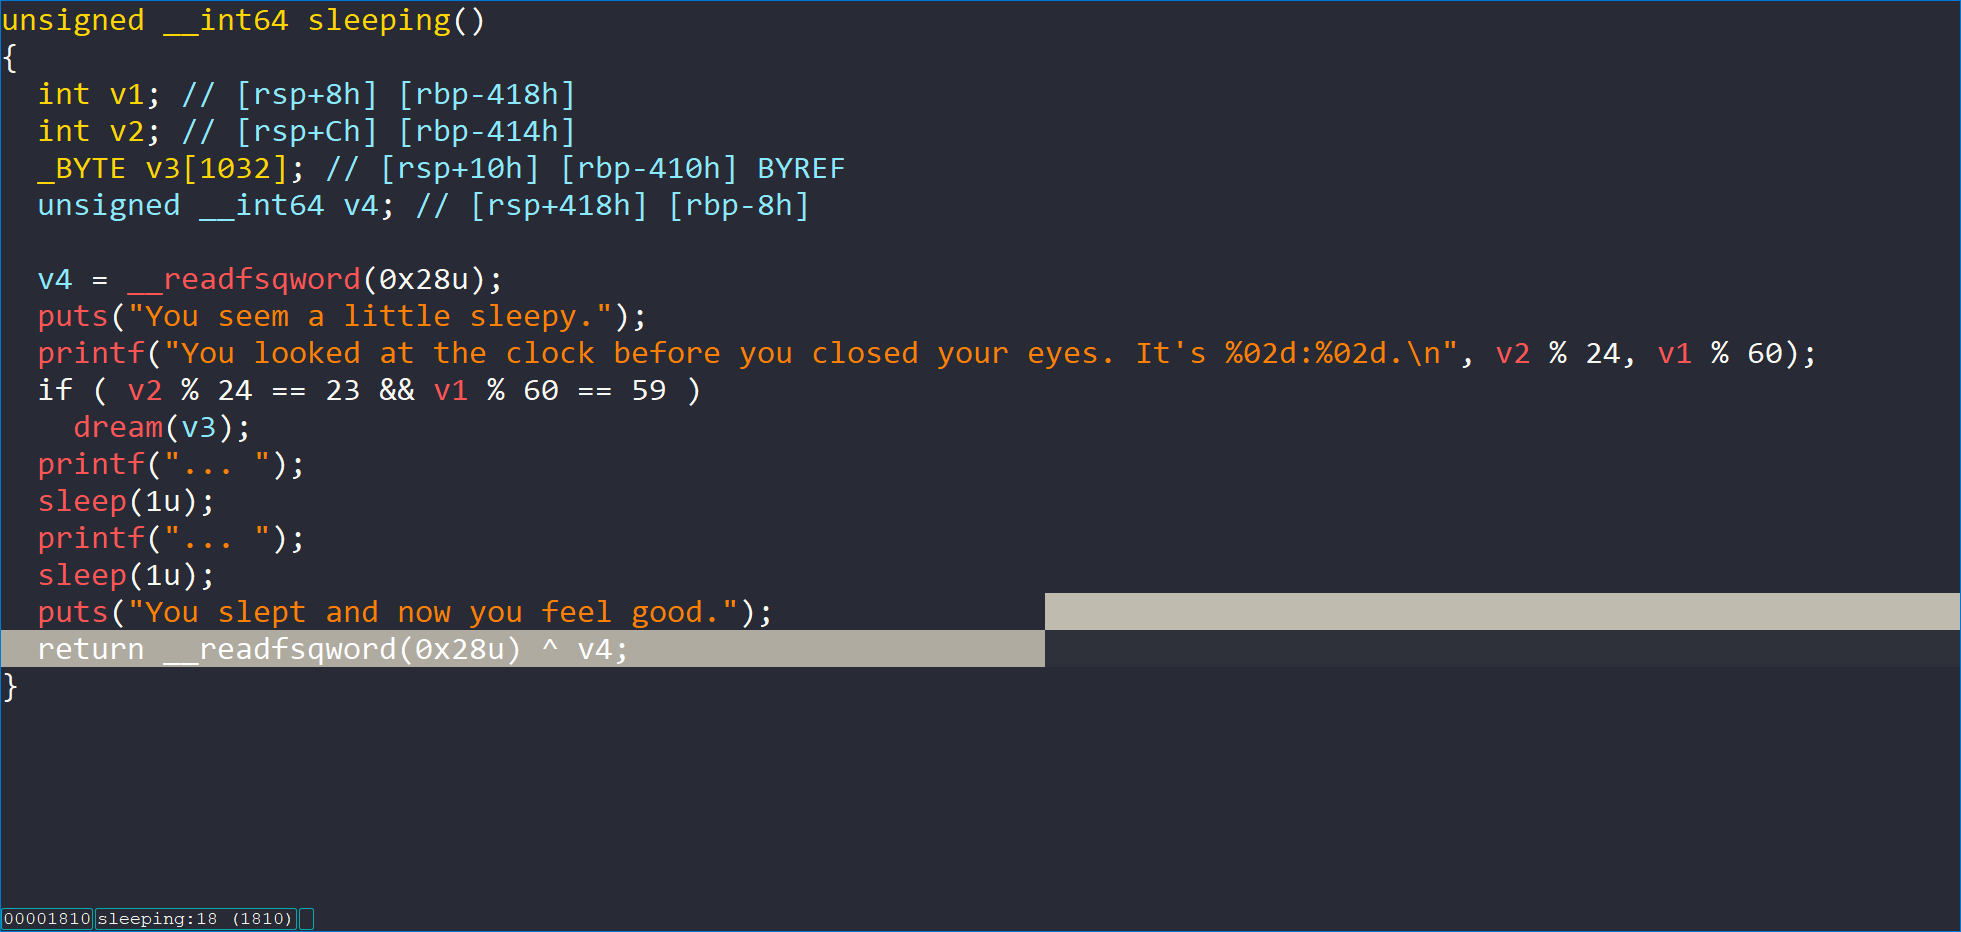 unsigned __int64 sleeping()
{
  int v1; // [rsp+8h] [rbp-418h]
  int v2; // [rsp+Ch] [rbp-414h]
  _BYTE v3[1032]; // [rsp+10h] [rbp-410h] BYREF
  unsigned __int64 v4; // [rsp+418h] [rbp-8h]

  v4 = __readfsqword(0x28u);
  puts("You seem a little sleepy.");
  printf("You looked at the clock before you closed your eyes. It's %02d:%02d.\n", v2 % 24, v1 % 60);
  if ( v2 % 24 == 23 && v1 % 60 == 59 )
    dream(v3);
  printf("... ");
  sleep(1u);
  printf("... ");
  sleep(1u);
  puts("You slept and now you feel good.");
  return __readfsqword(0x28u) ^ v4;
}
00001810 sleeping:18 (1810)